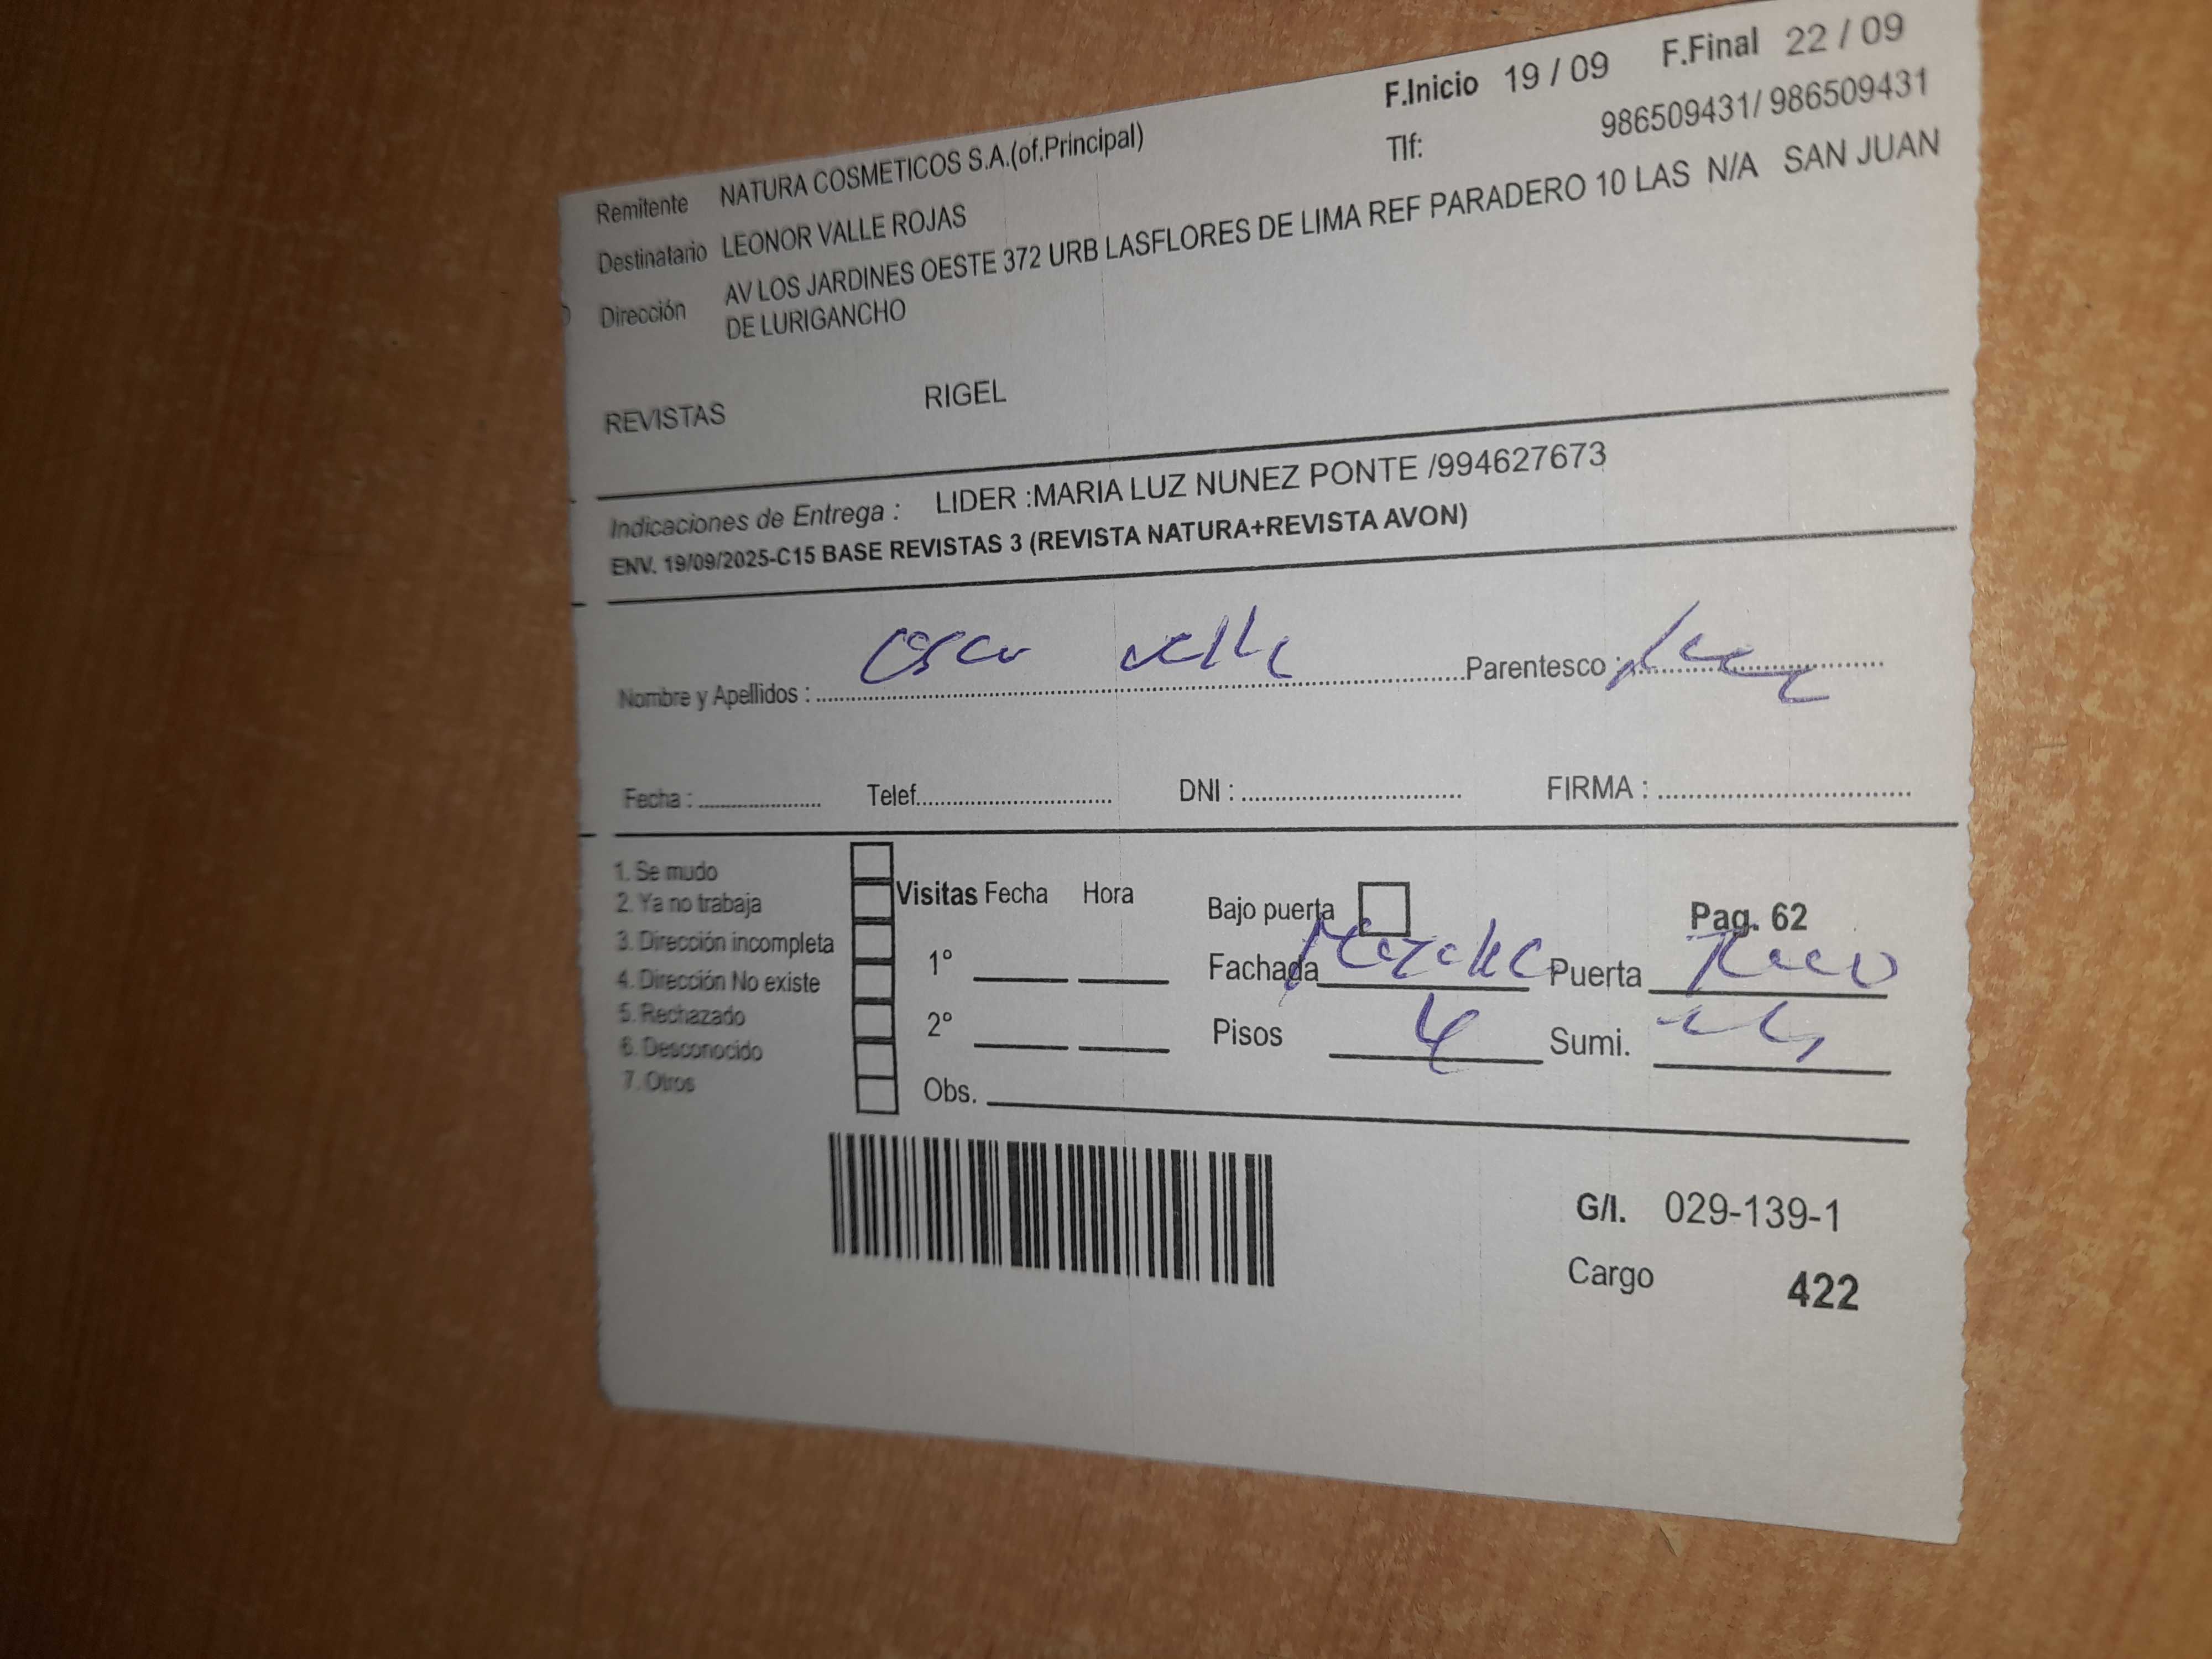 F.Inicio 19 / 09 F.Final 22 / 09
Remitente NATURA COSMETICOS S.A.(of.Principal) Tlf: 986509431/ 986509431
Destinatario LEONOR VALLE ROJAS
Dirección AV LOS JARDINES OESTE 372 URB LASFLORES DE LIMA REF PARADERO 10 LAS N/A SAN JUAN
DE LURIGANCHO
REVISTAS RIGEL
Indicaciones de Entrega : LIDER :MARIA LUZ NUNEZ PONTE /994627673
ENV. 19/09/2025-C15 BASE REVISTAS 3 (REVISTA NATURA+REVISTA AVON)
Nombre y Apellidos : Parentesco :
Fecha : Telef. DNI : FIRMA :
1. Se mudo
2. Ya no trabaja
3. Dirección incompleta
4. Dirección No existe
5. Rechazado
6. Desconocido
7. Otros
Visitas Fecha Hora
1º
2º
Obs.
Bajo puerta Pag. 62
Fachada Puerta
Pisos 4 Sumi.
G/I. 029-139-1
Cargo 422